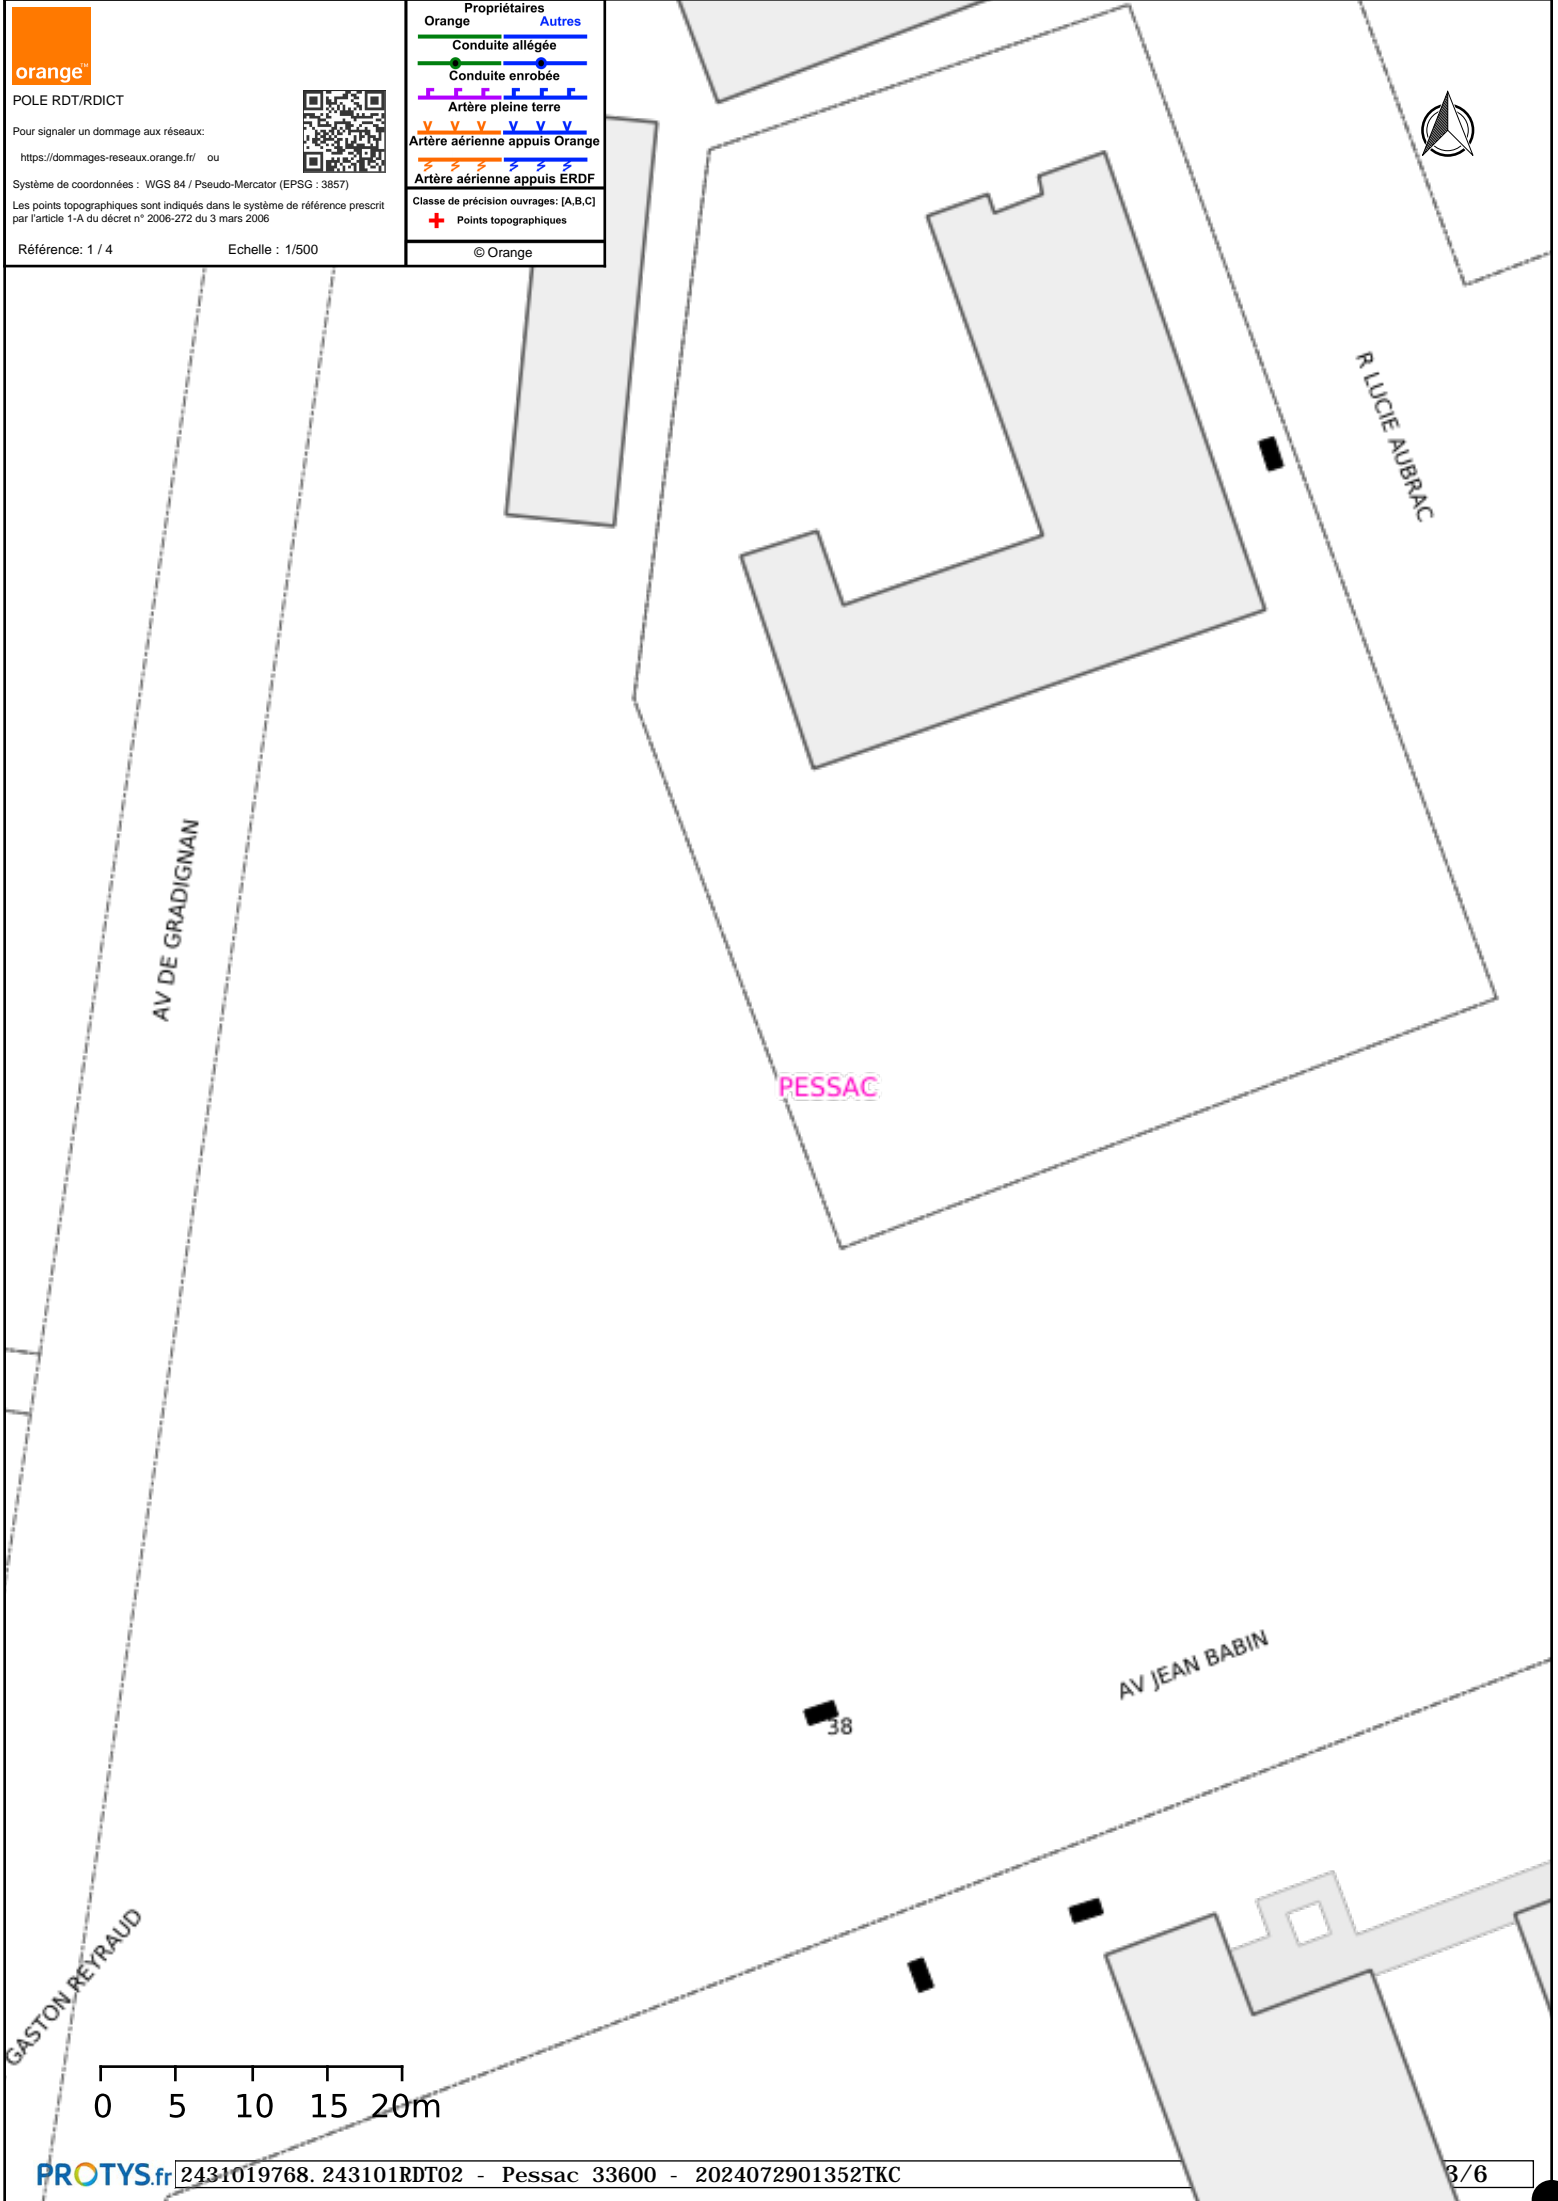 orange™
POLE RDT/RDICT
Pour signaler un dommage aux réseaux:
https://dommages-reseaux.orange.fr/ ou
Système de coordonnées : WGS 84 / Pseudo-Mercator (EPSG : 3857)
Les points topographiques sont indiqués dans le système de référence prescrit
par l'article 1-A du décret n° 2006-272 du 3 mars 2006
Référence: 1 / 4 Echelle : 1/500
Propriétaires
Orange Autres
Conduite allégée
Conduite enrobée
Artère pleine terre
Artère aérienne appuis Orange
Artère aérienne appuis ERDF
Classe de précision ouvrages: [A,B,C]
Points topographiques
© Orange
R LUCIE AUBRAC
AV DE GRADIGNAN
PESSAC
AV JEAN BABIN
38
GASTON REYRAUD
0 5 10 15 20m
PROTYS.fr 2431019768.243101RDT02 - Pessac 33600 - 2024072901352TKC 3/6